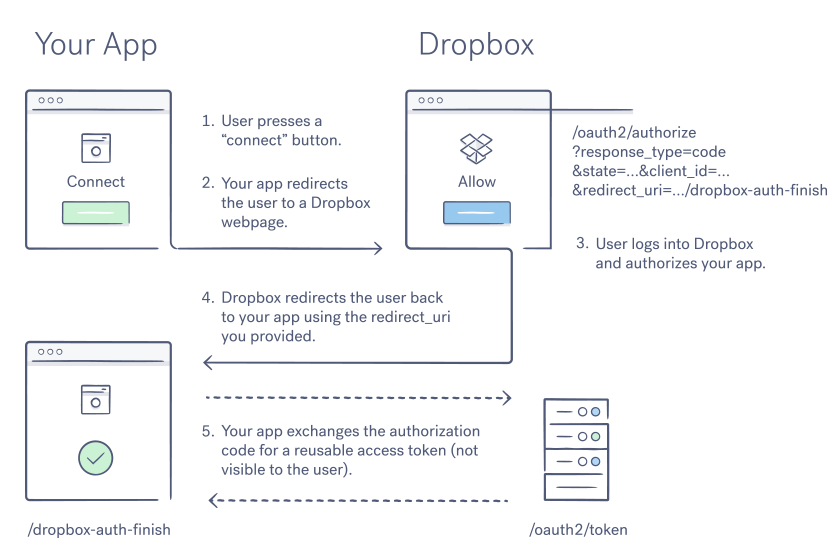 Your App
Dropbox
Connect
1. User presses a
“connect” button.
2. Your app redirects
the user to a Dropbox
webpage.
Allow
/oauth2/authorize
?response_type=code
&state=...&client_id=...
&redirect_uri=.../dropbox-auth-finish
3. User logs into Dropbox
and authorizes your app.
4. Dropbox redirects the user back
to your app using the redirect_uri
you provided.
5. Your app exchanges the authorization
code for a reusable access token (not
visible to the user).
/dropbox-auth-finish
/oauth2/token